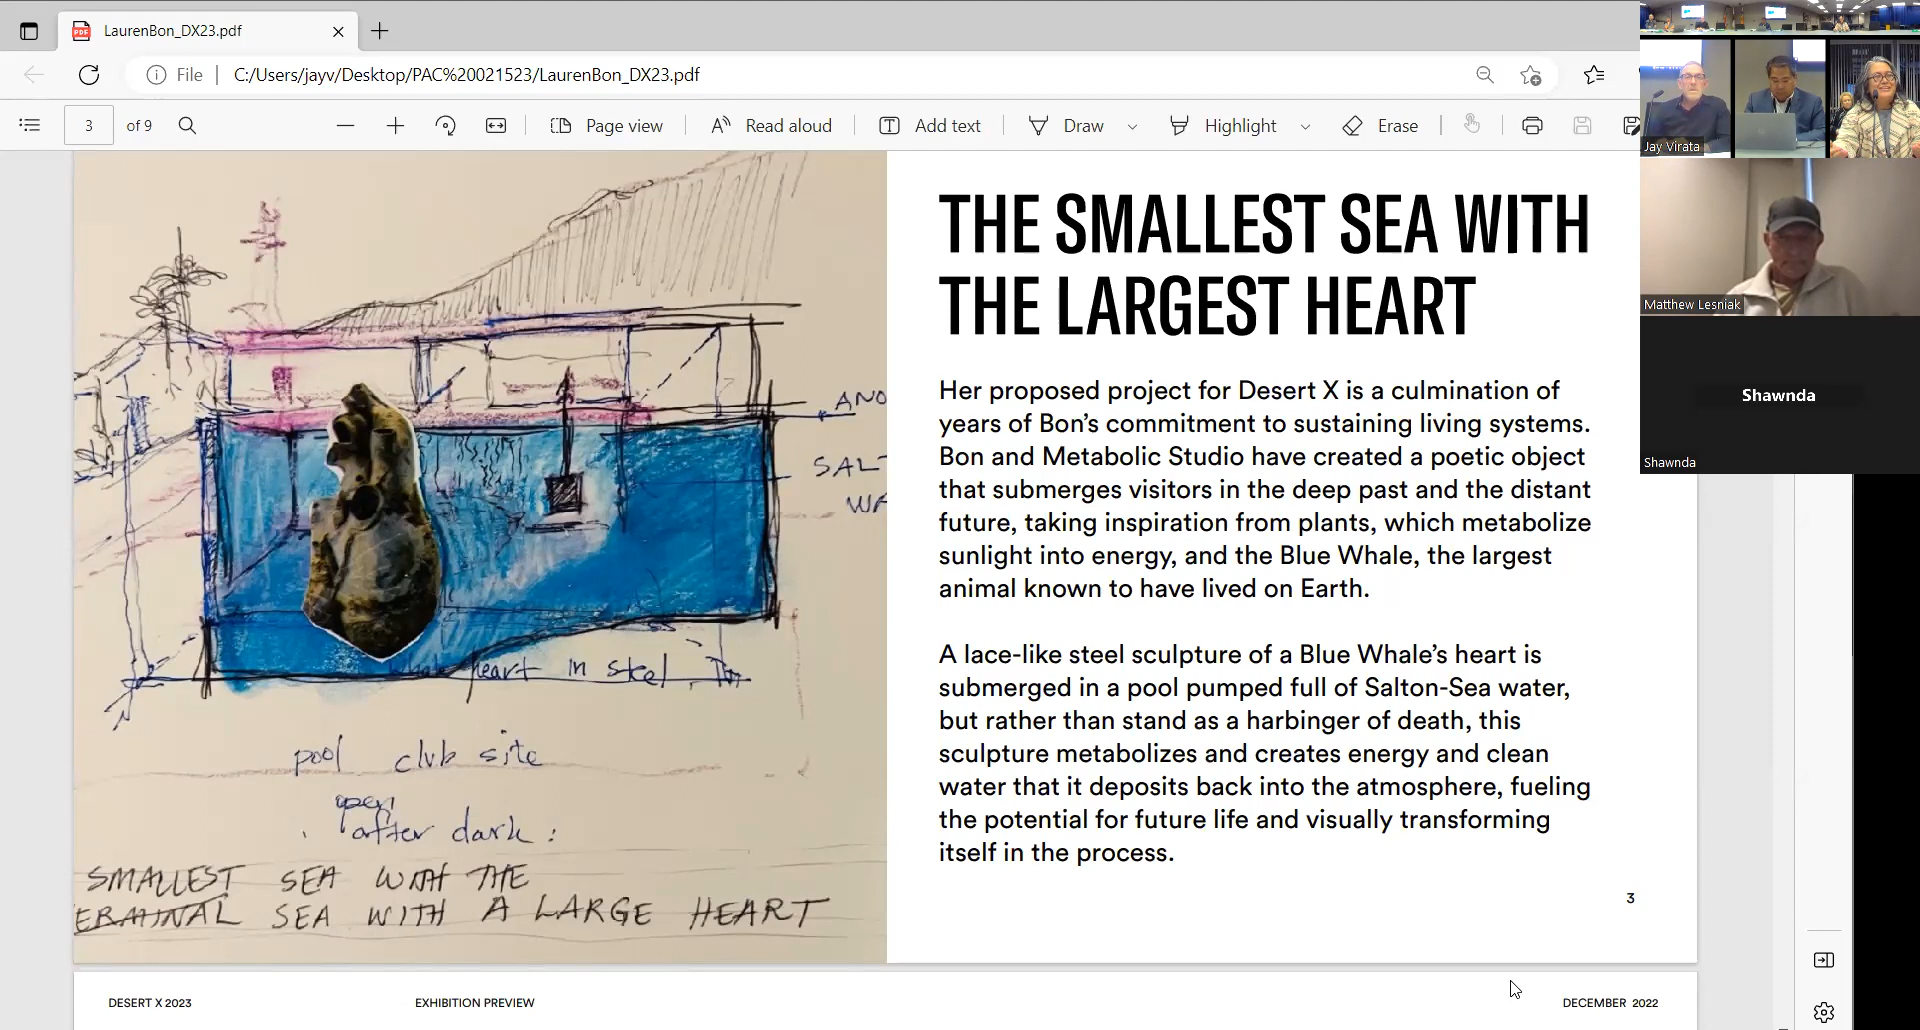 LaurenBon_DX23.pdf
File
C:/Users/jayv/Desktop/PAC%20021523/LaurenBon_DX23.pdf
3 of 9
Page view
Read aloud
Add text
Draw
Highlight
Erase
Jay Virata
Matthew Lesniak
Shawnda
Shawnda
ANO
SAL
WA
heart in steel
pool club site
open
after dark :
SMALLEST SEA WITH THE
SEA WITH A LARGE HEART
THE SMALLEST SEA WITH
THE LARGEST HEART
Her proposed project for Desert X is a culmination of
years of Bon's commitment to sustaining living systems.
Bon and Metabolic Studio have created a poetic object
that submerges visitors in the deep past and the distant
future, taking inspiration from plants, which metabolize
sunlight into energy, and the Blue Whale, the largest
animal known to have lived on Earth.
A lace-like steel sculpture of a Blue Whale's heart is
submerged in a pool pumped full of Salton-Sea water,
but rather than stand as a harbinger of death, this
sculpture metabolizes and creates energy and clean
water that it deposits back into the atmosphere, fueling
the potential for future life and visually transforming
itself in the process.
3
DESERT X 2023
EXHIBITION PREVIEW
DECEMBER 2022